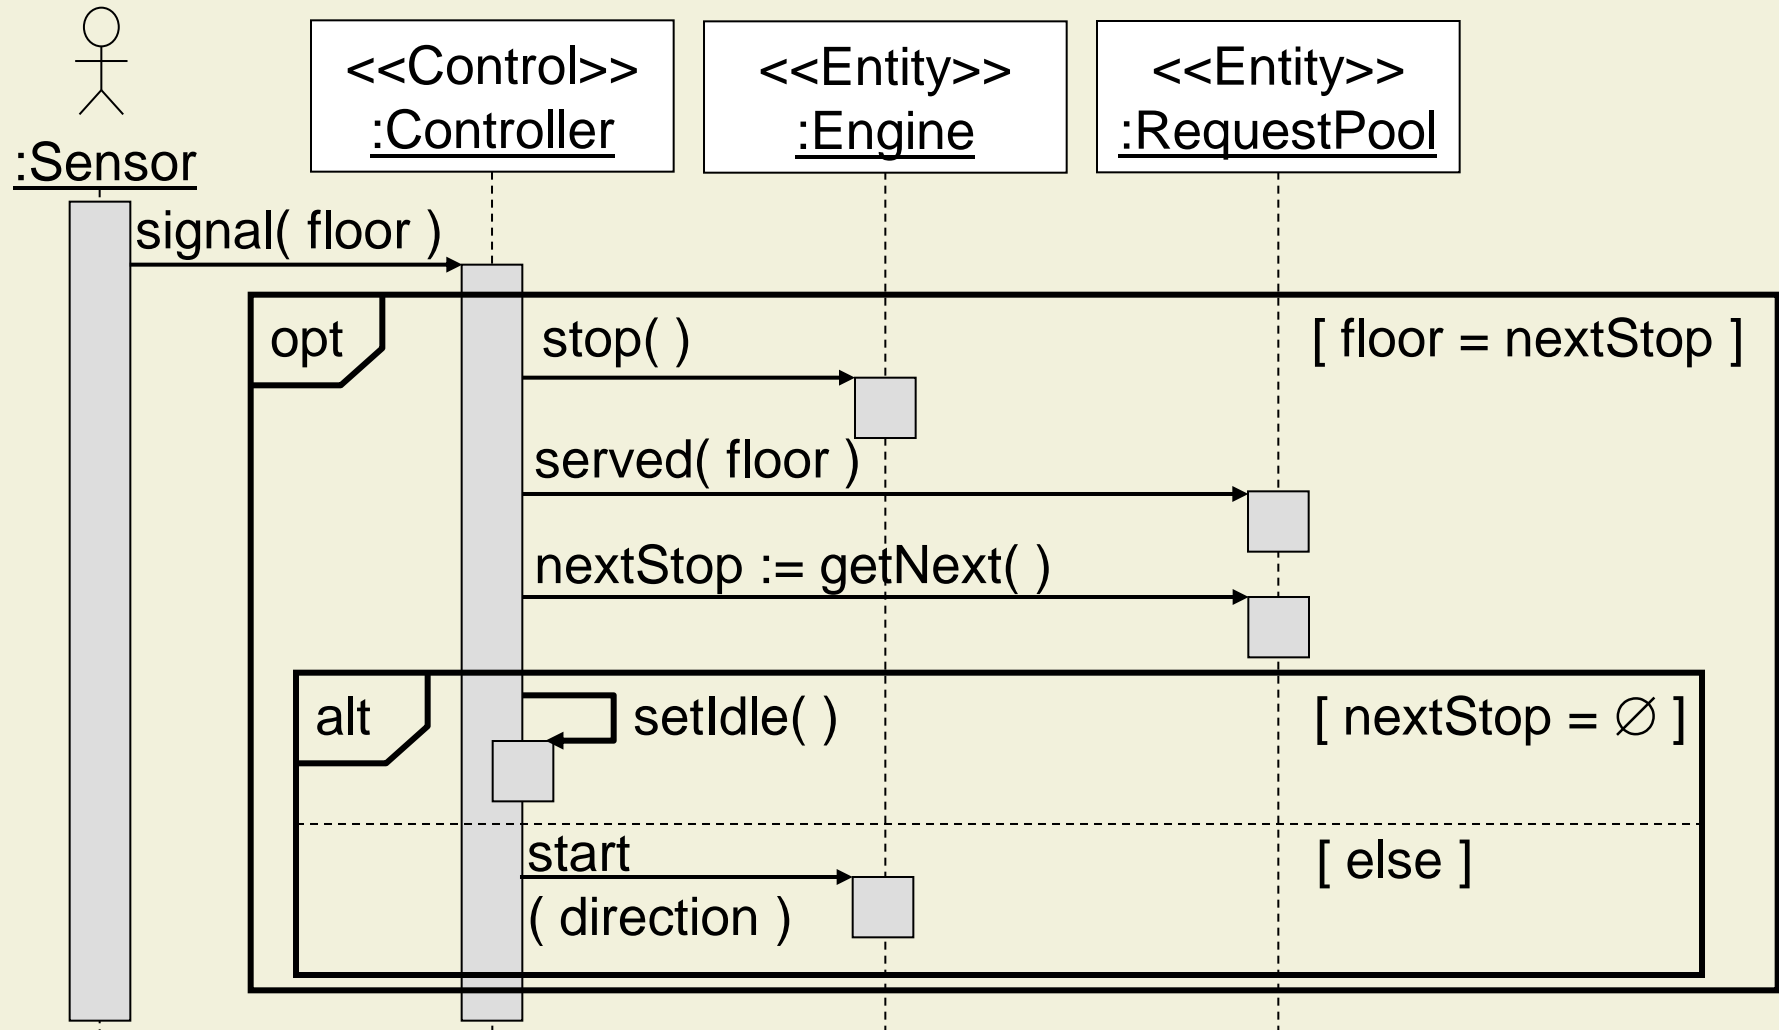 :Sensor
<<Control>>
:Controller
<<Entity>>
:Engine
<<Entity>>
:RequestPool
signal( floor )
opt
stop( )
[ floor = nextStop ]
served( floor )
nextStop := getNext( )
alt
setIdle( )
[ nextStop = ∅ ]
start
( direction )
[ else ]